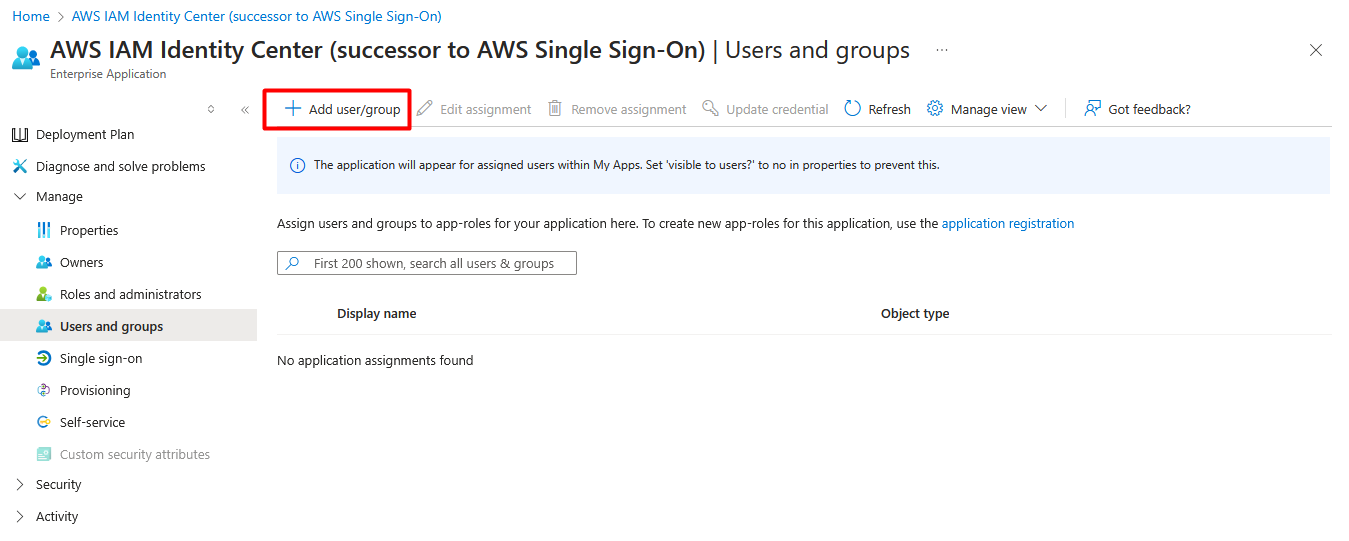 Home > AWS IAM Identity Center (successor to AWS Single Sign-On)
AWS IAM Identity Center (successor to AWS Single Sign-On) | Users and groups ...
Enterprise Application
Add user/group Edit assignment Remove assignment Update credential Refresh Manage view Got feedback?
Deployment Plan
Diagnose and solve problems
Manage
Properties
Owners
Roles and administrators
Users and groups
Single sign-on
Provisioning
Self-service
Custom security attributes
Security
Activity
The application will appear for assigned users within My Apps. Set 'visible to users?' to no in properties to prevent this.
Assign users and groups to app-roles for your application here. To create new app-roles for this application, use the application registration
First 200 shown, search all users & groups
Display name Object type
No application assignments found